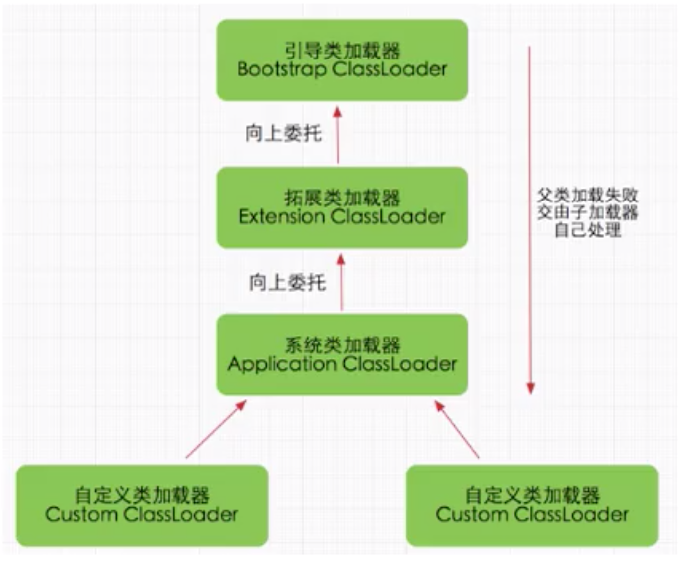 引导类加载器
Bootstrap ClassLoader
向上委托
拓展类加载器
Extension ClassLoader
父类加载失败
交由子加载器
自己处理
向上委托
系统类加载器
Application ClassLoader
自定义类加载器
Custom ClassLoader
自定义类加载器
Custom ClassLoader